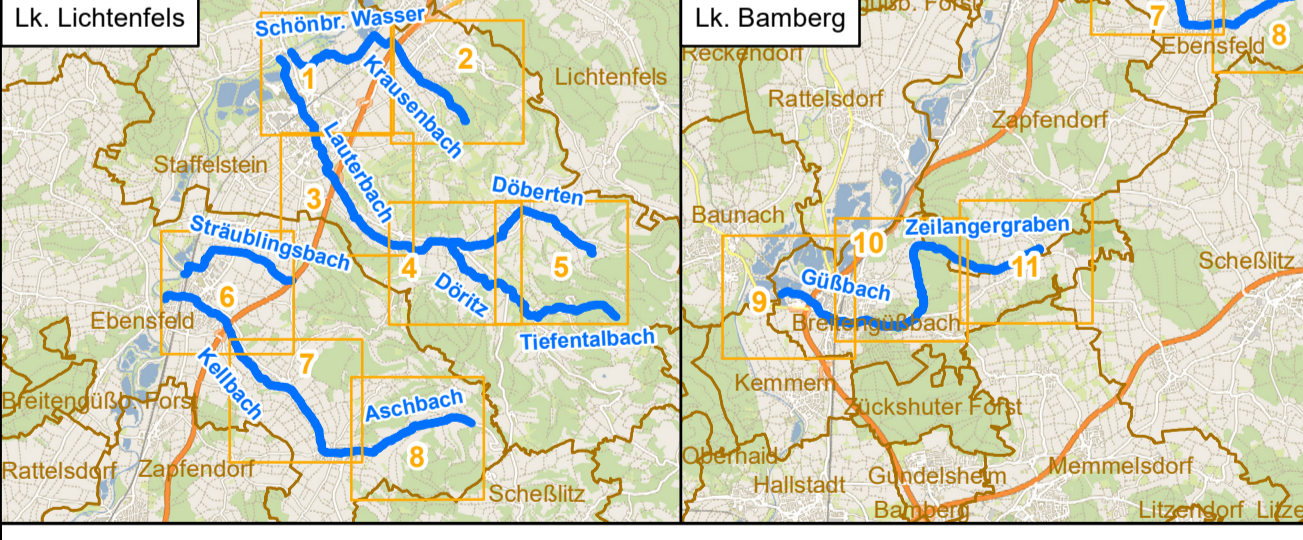 Lk. Lichtenfels
Schönbr. Wasser
1
2
Krausenbach
Lichtenfels
Staffelstein
Lauterbach
3
Döberten
Sträublingsbach
4
5
Döritz
6
Ebensfeld
Tiefentalbach
7
Kellbach
Aschbach
Breitengüßb. Forst
8
Rattelsdorf
Zapfendorf
Scheßlitz
Lk. Bamberg
7
8
Ebensfeld
Reckendorf
Rattelsdorf
Zapfendorf
Baunach
Zeilangergraben
10
Scheßlitz
11
Güßbach
9
Breitengüßbach
Kemmern
Zückshuter Forst
Oberhaid
Memmelsdorf
Gundelsheim
Hallstadt
Bamberg
Litzendorf